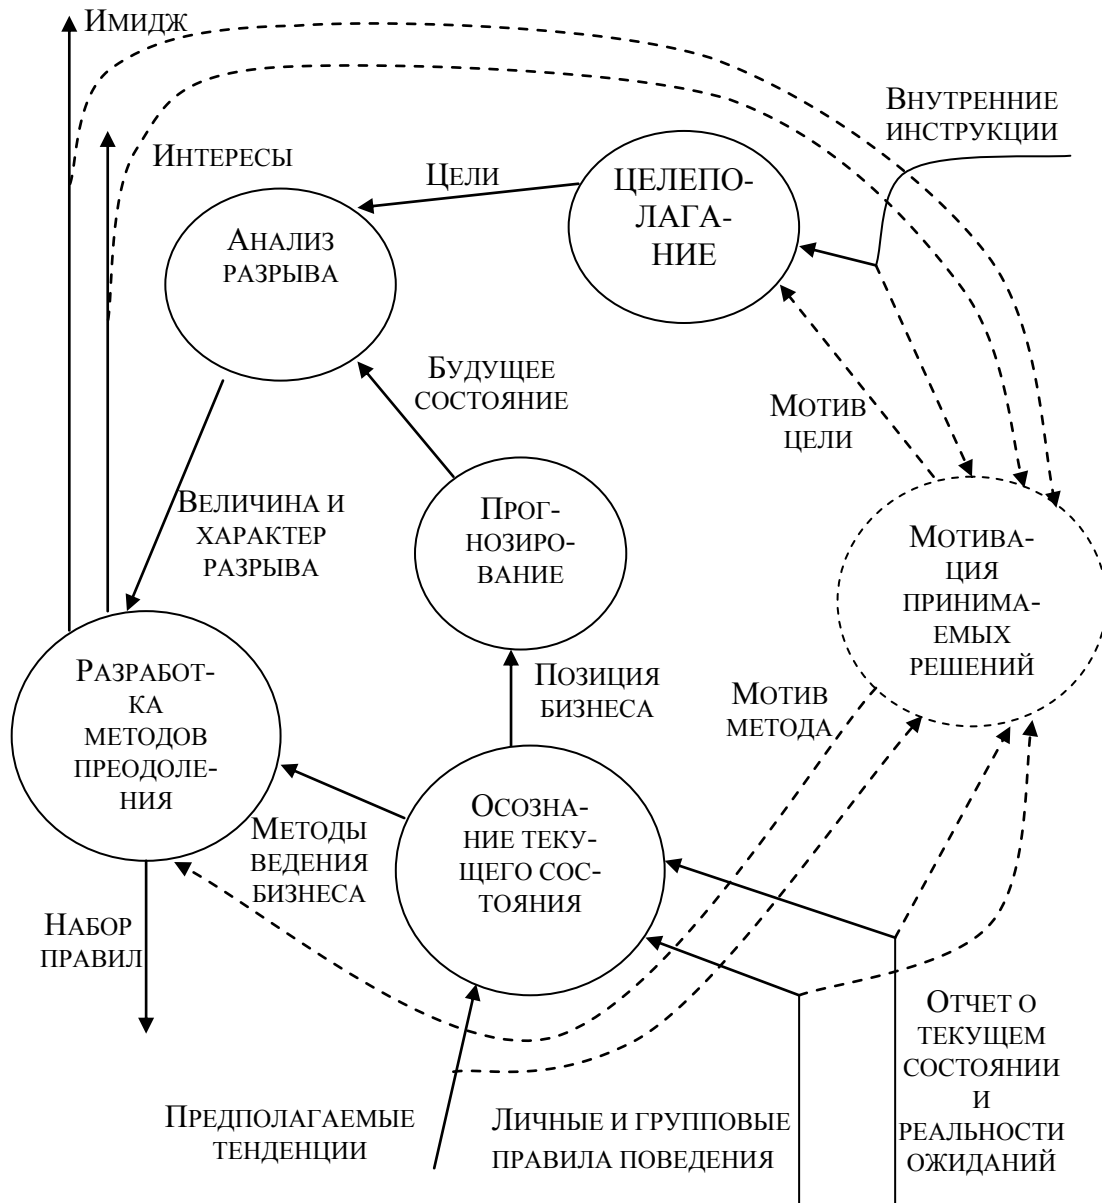 Имидж
Внутренние
инструкции
Интересы
Цели
ЦЕЛЕПО-
ЛАГА-
НИЕ
Анализ
разрыва
Будущее
состояние
Мотив
цели
Величина и
характер
разрыва
Прог-
нозиро-
вание
Мотива-
ция
принима-
емых
решений
Разработ-
ка
методов
преодоле-
ния
Позиция
бизнеса
Мотив
метода
Осозна-
ние теку-
щего сос-
тояния
Методы
ведения
бизнеса
Набор
правил
Отчет о
текущем
состоянии
и
реальности
ожиданий
Предполагаемые
тенденции
Личные и групповые
правила поведения